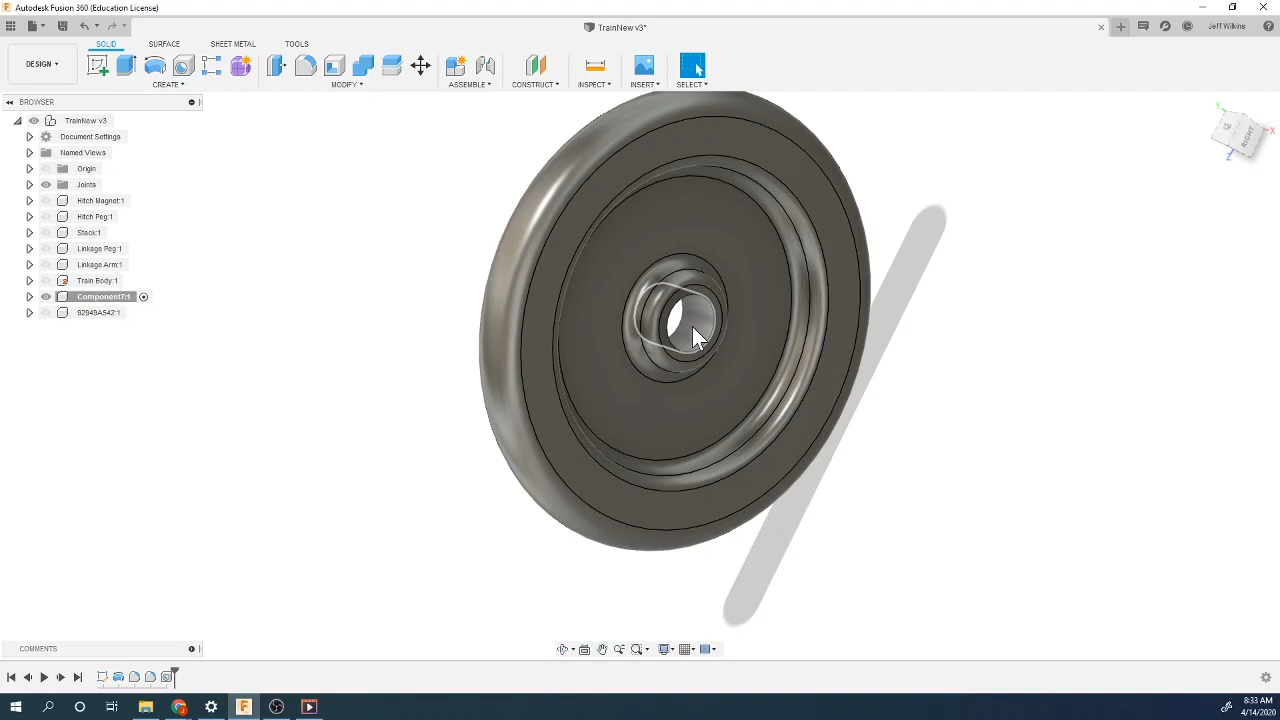 Autodesk Fusion 360 (Education License)
TrainNew v3*
Jeff Wilkins
SOLID SURFACE SHEET METAL TOOLS
DESIGN
CREATE MODIFY ASSEMBLE CONSTRUCT INSPECT INSERT SELECT
BROWSER
TrainNew v3
Document Settings
Named Views
Origin
Joints
Hitch Magnet:1
Hitch Peg:1
Stack:1
Linkage Peg:1
Linkage Arm:1
Train Body:1
Component7:1
92949A542:1
Y
X
Z
RIGHT
COMMENTS
8:33 AM
4/14/2020